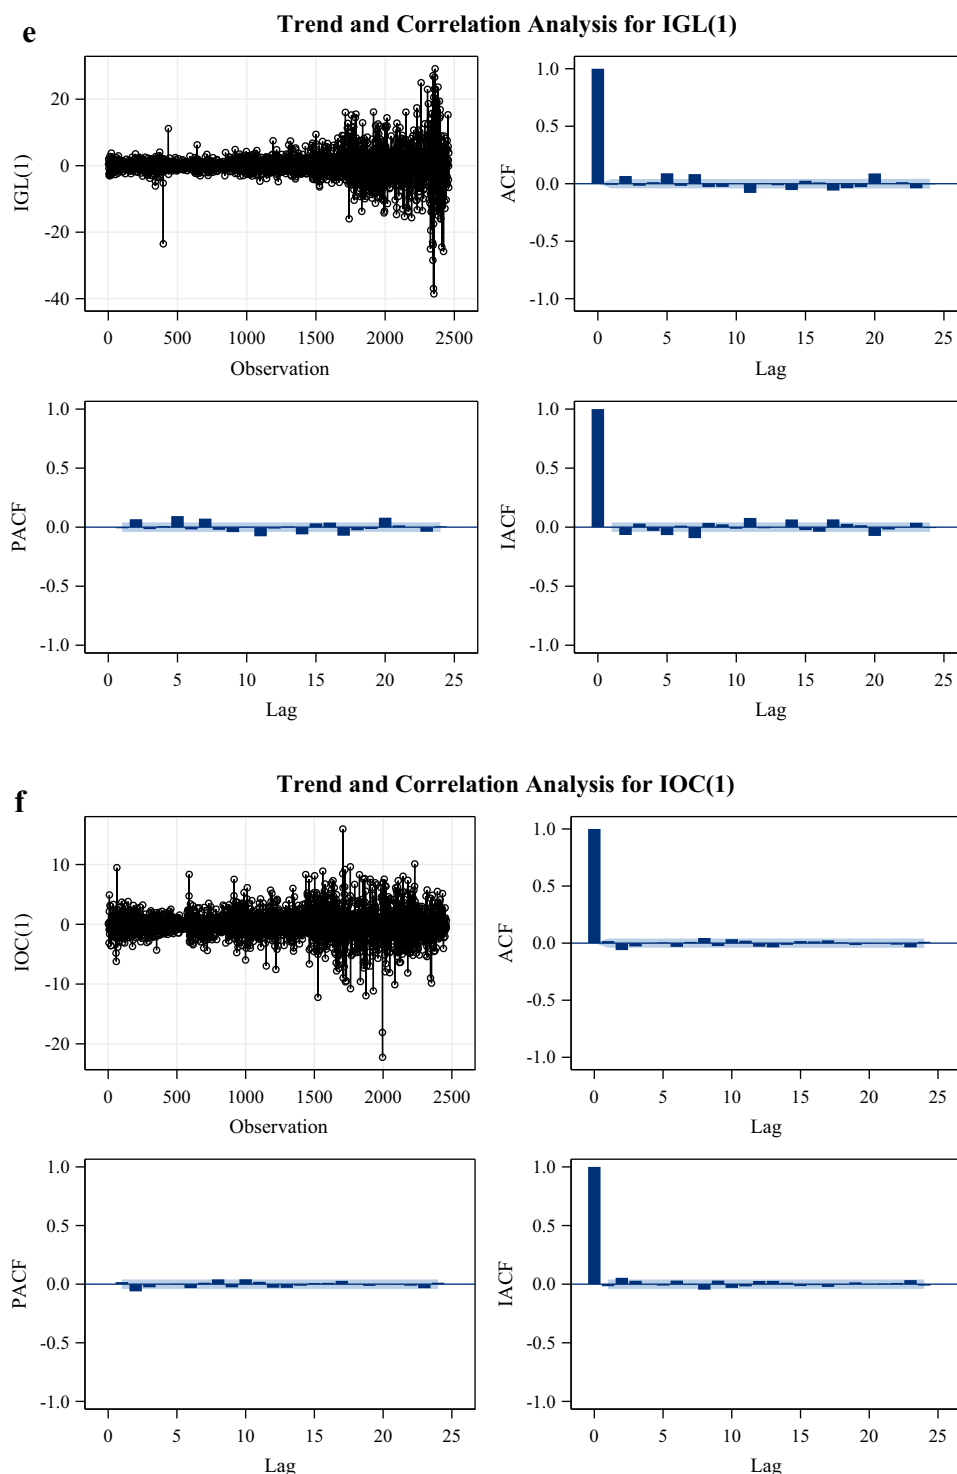 e
Trend and Correlation Analysis for IGL(1)
IGL(1)
20
0
-20
-40
0 500 1000 1500 2000 2500
Observation
ACF
1.0
0.5
0.0
-0.5
-1.0
0 5 10 15 20 25
Lag
PACF
1.0
0.5
0.0
-0.5
-1.0
0 5 10 15 20 25
Lag
IACF
1.0
0.5
0.0
-0.5
-1.0
0 5 10 15 20 25
Lag
f
Trend and Correlation Analysis for IOC(1)
IOC(1)
10
0
-10
-20
0 500 1000 1500 2000 2500
Observation
ACF
1.0
0.5
0.0
-0.5
-1.0
0 5 10 15 20 25
Lag
PACF
1.0
0.5
0.0
-0.5
-1.0
0 5 10 15 20 25
Lag
IACF
1.0
0.5
0.0
-0.5
-1.0
0 5 10 15 20 25
Lag